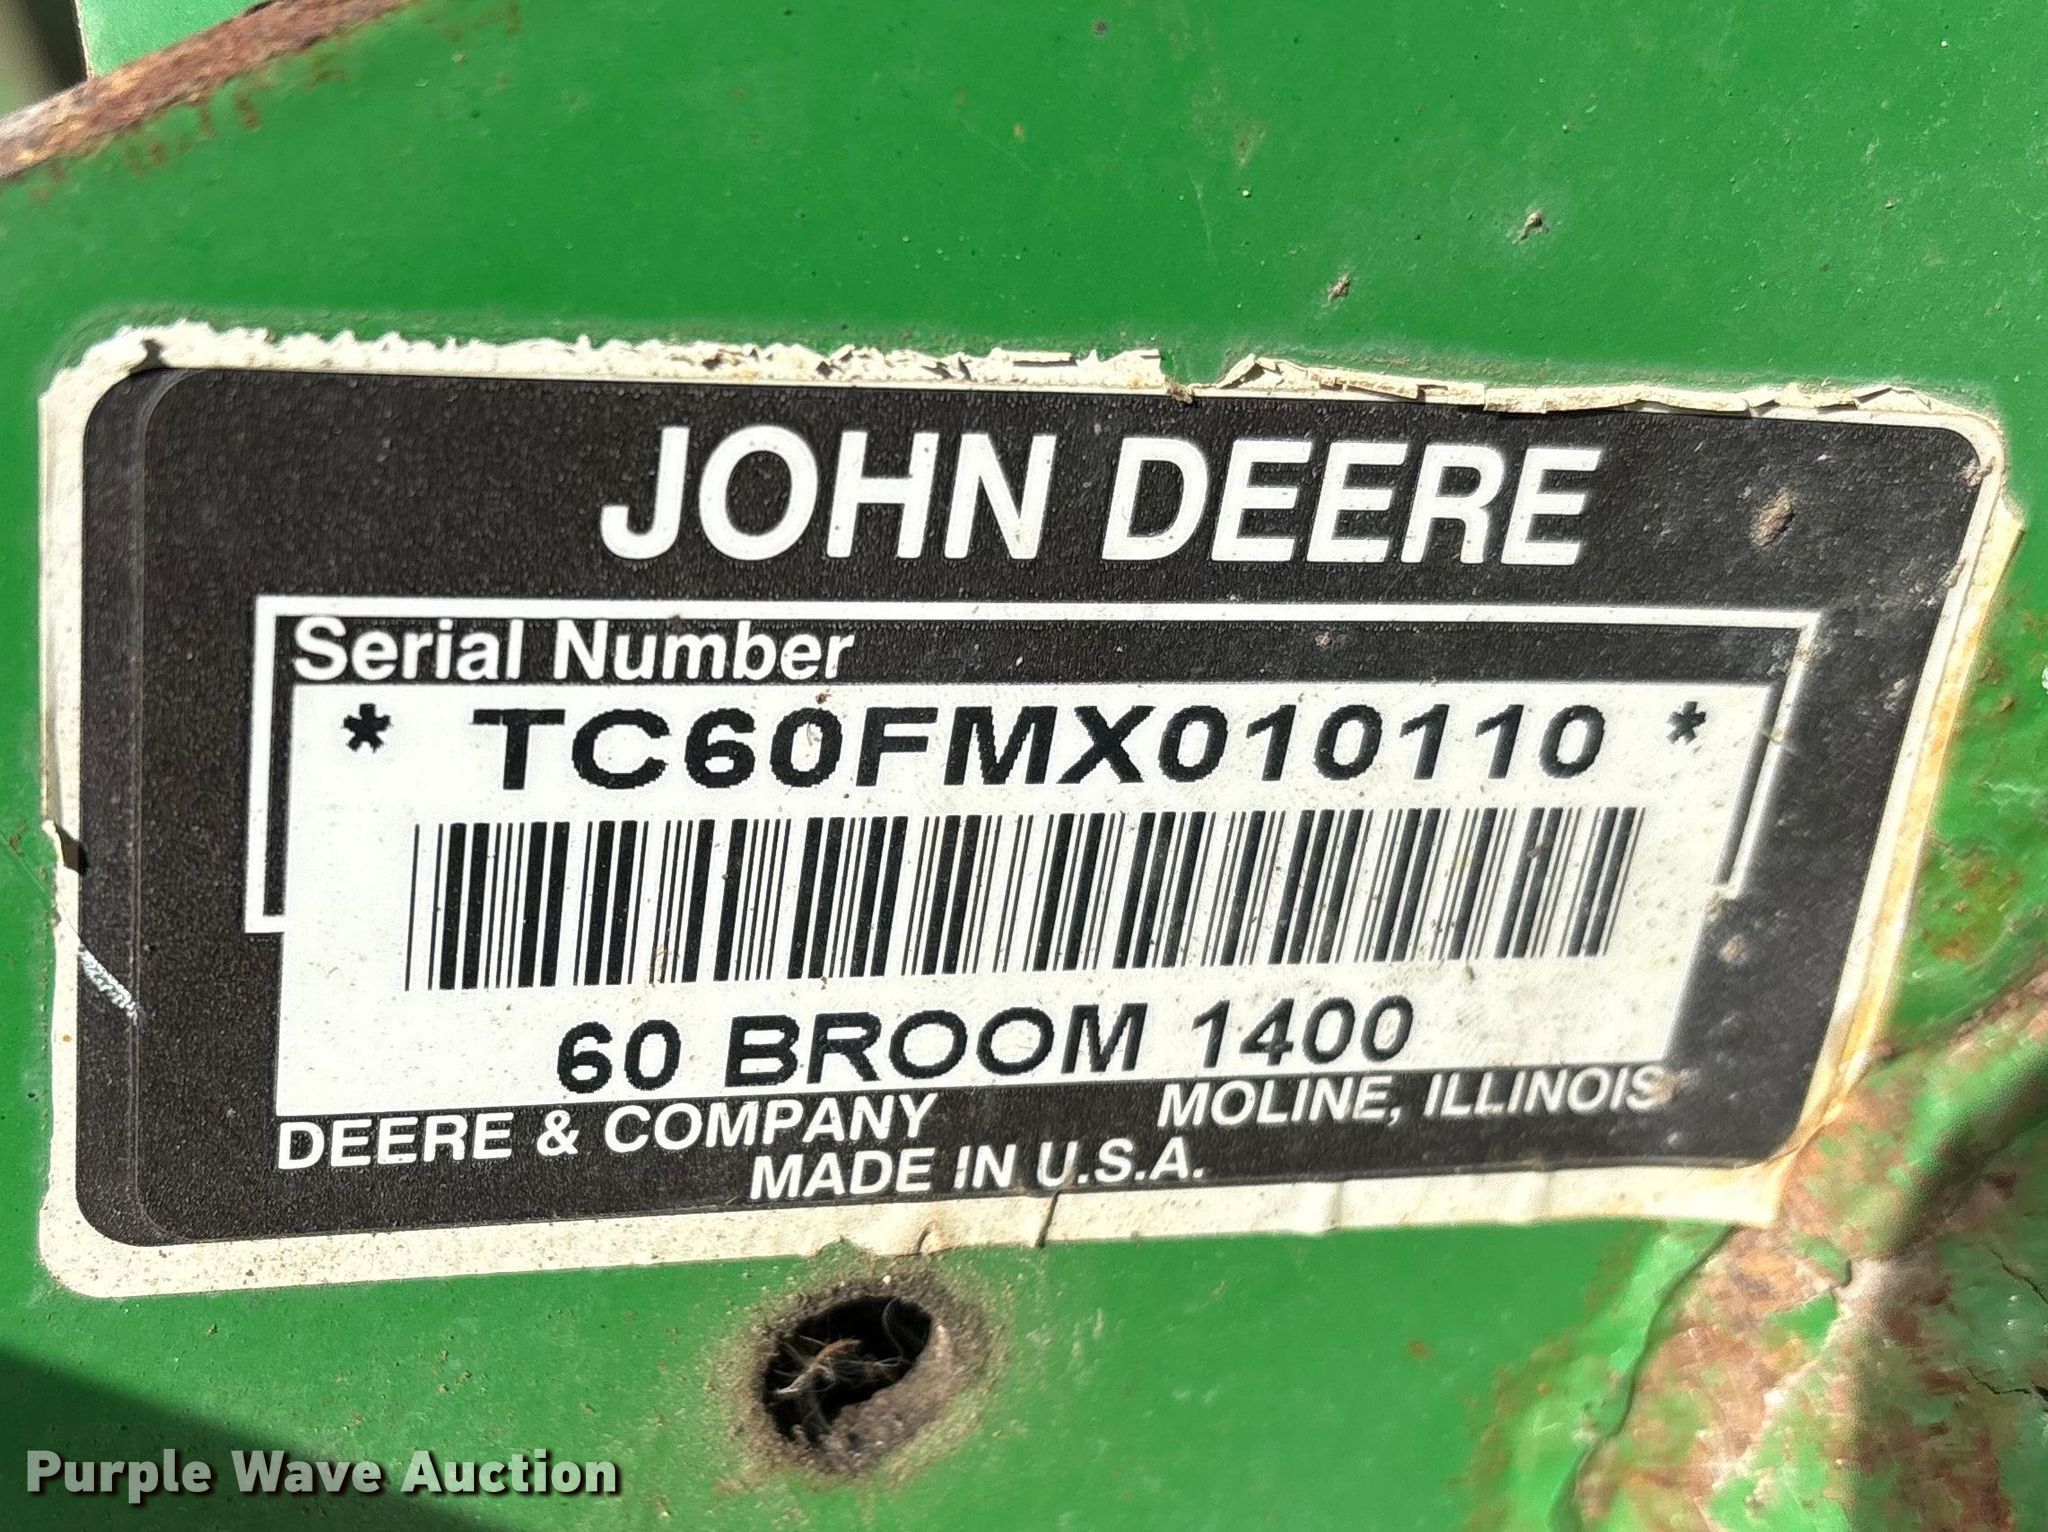 JOHN DEERE
Serial Number
* TC60FMX010110 *
60 BROOM 1400
DEERE & COMPANY MOLINE, ILLINOIS
MADE IN U.S.A.
Purple Wave Auction